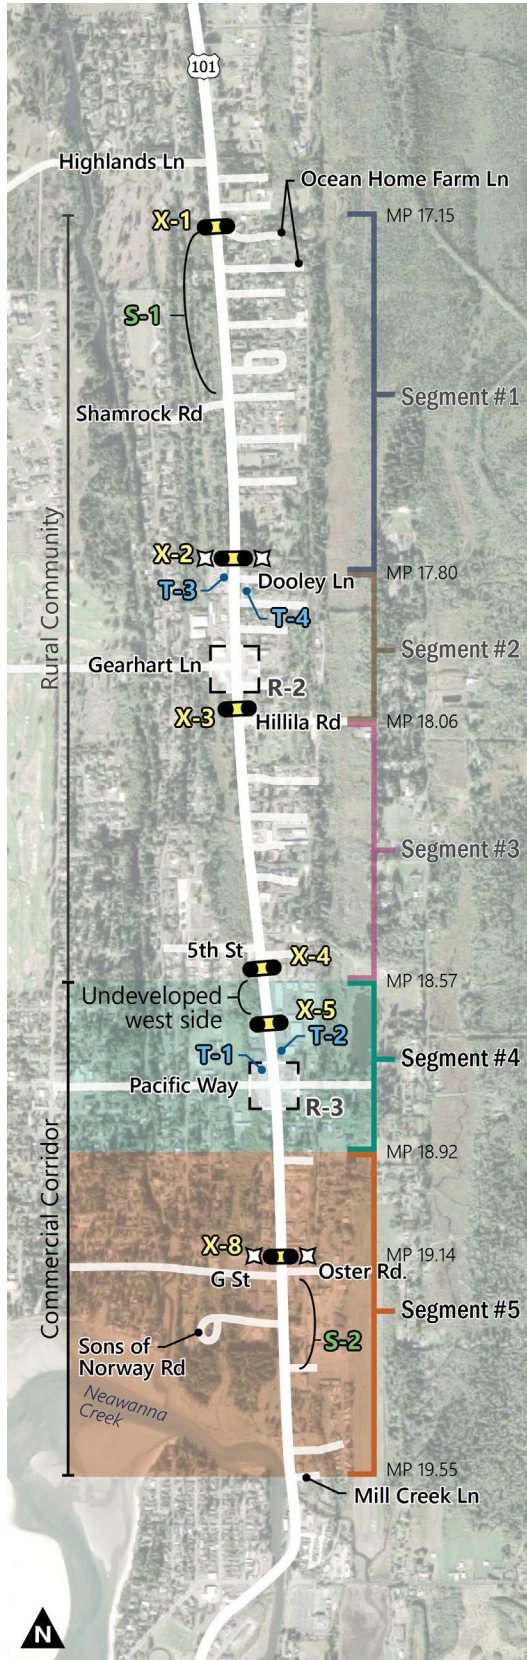 101
Highlands Ln
Ocean Home Farm Ln
X-1
MP 17.15
S-1
Segment #1
Shamrock Rd
Rural Community
X-2
T-3
Dooley Ln
MP 17.80
T-4
Segment #2
Gearhart Ln
R-2
X-3
Hillila Rd
MP 18.06
Segment #3
5th St
X-4
MP 18.57
Undeveloped
west side
X-5
T-2
T-1
Segment #4
Pacific Way
R-3
Commercial Corridor
MP 18.92
X-8
MP 19.14
G St
Oster Rd.
Segment #5
Sons of
Norway Rd
S-2
Neawanna
Creek
MP 19.55
Mill Creek Ln
N